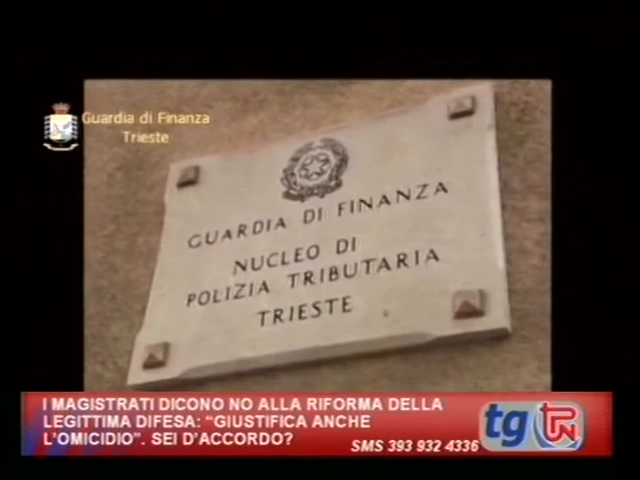 Guardia di Finanza
Trieste
GUARDIA DI FINANZA
NUCLEO DI
POLIZIA TRIBUTARIA
TRIESTE
I MAGISTRATI DICONO NO ALLA RIFORMA DELLA
LEGITTIMA DIFESA: “GIUSTIFICA ANCHE
L'OMICIDIO”. SEI D'ACCORDO?
SMS 393 932 4336
tg TPN